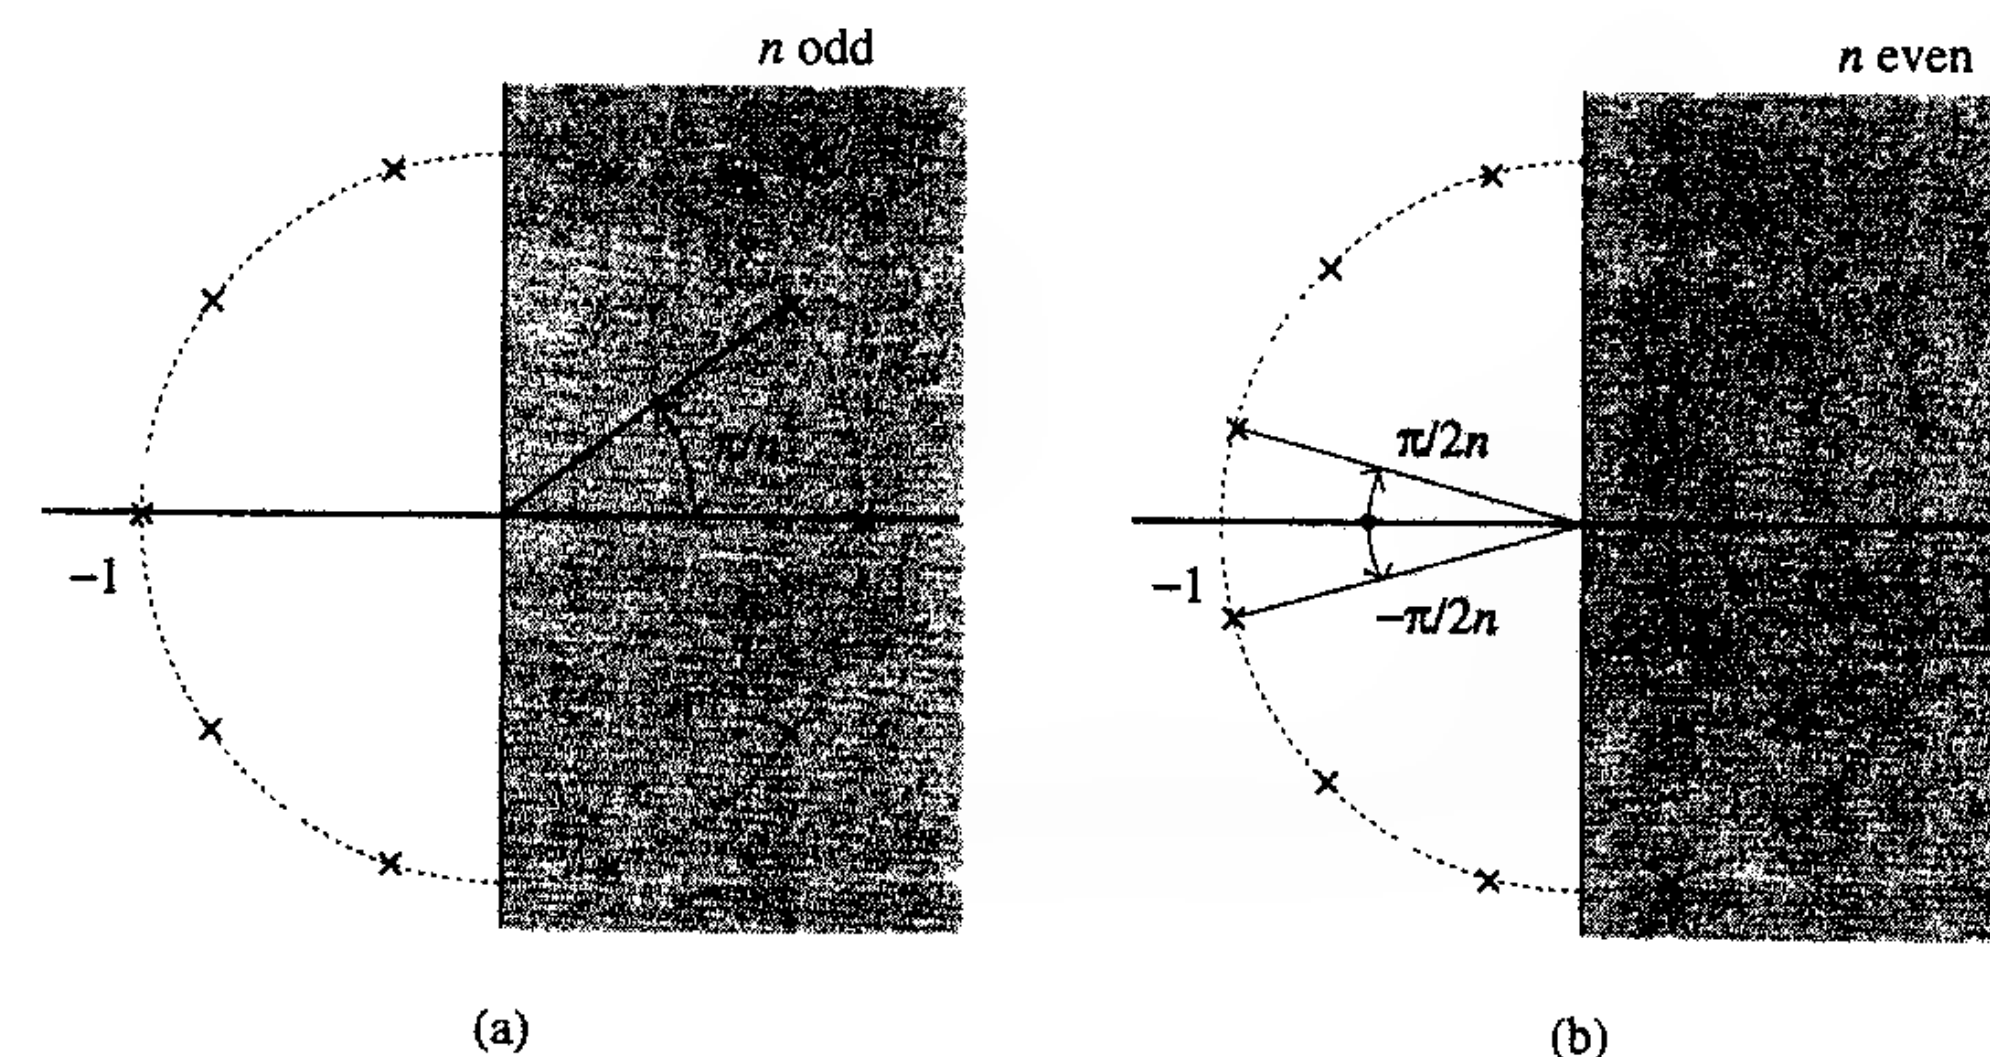 n odd
π/n
−1
(a)
n even
π/2n
−1
−π/2n
(b)